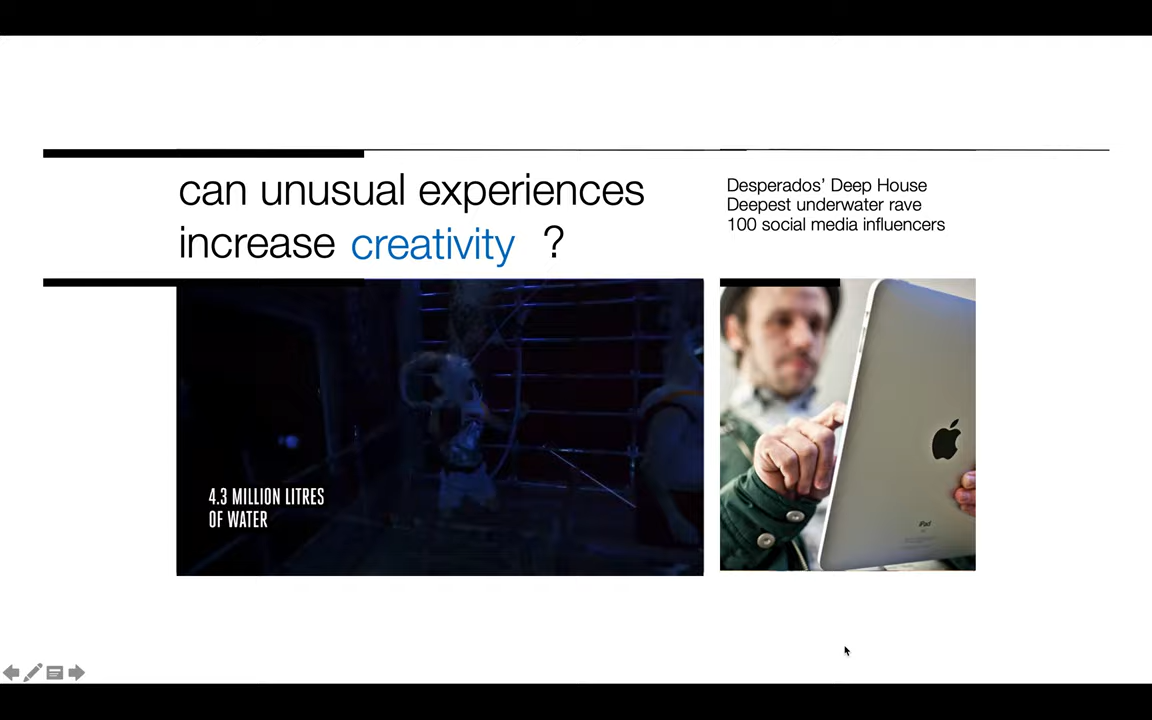 can unusual experiences
increase creativity ?
Desperados’ Deep House
Deepest underwater rave
100 social media influencers
4.3 MILLION LITRES
OF WATER
iPad